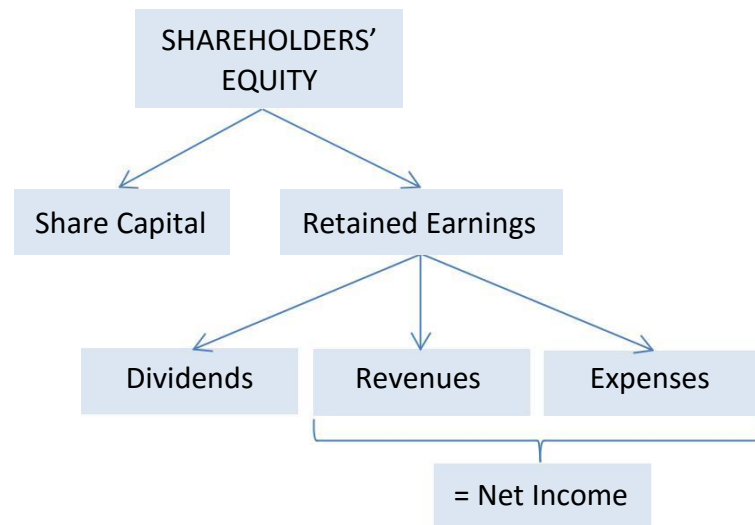 SHAREHOLDERS’
EQUITY
Share Capital
Retained Earnings
Dividends
Revenues
Expenses
= Net Income